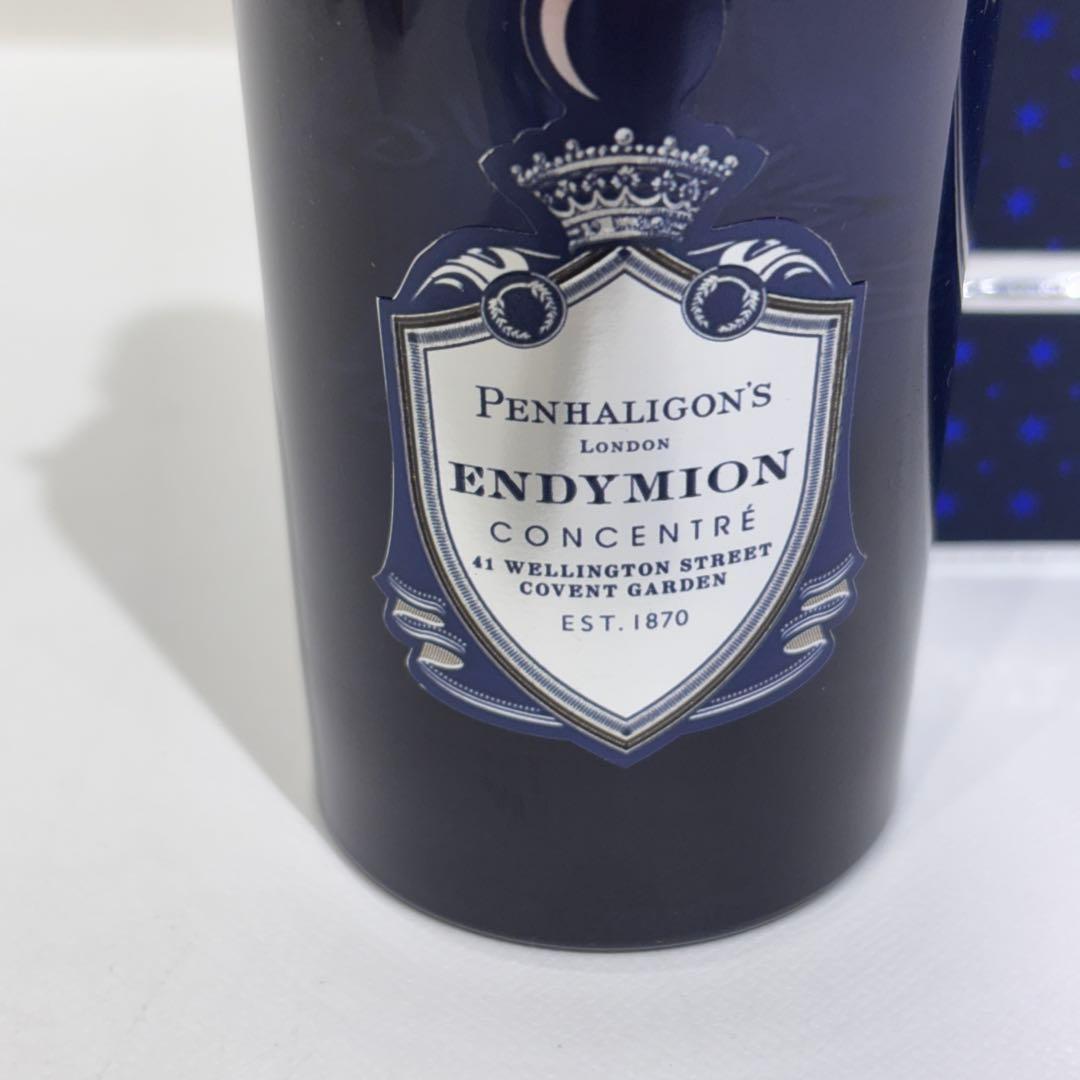 PENHALIGON'S
LONDON
ENDYMION
CONCENTRÉ
41 WELLINGTON STREET
COVENT GARDEN
EST. 1870